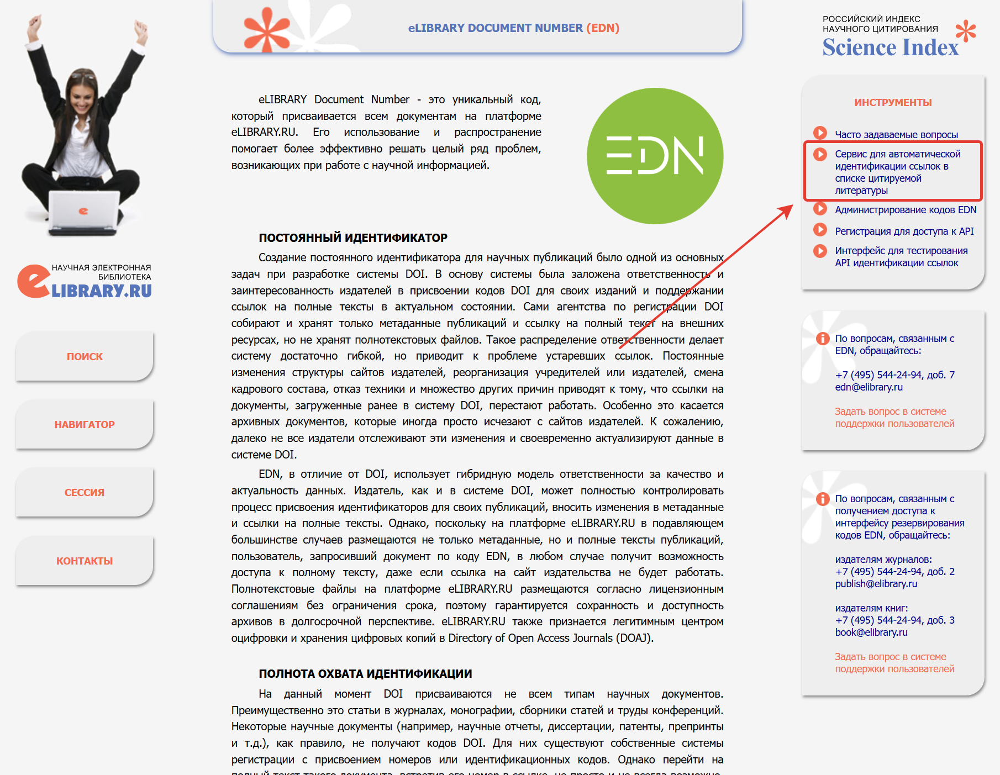 eLIBRARY DOCUMENT NUMBER (EDN)
РОССИЙСКИЙ ИНДЕКС
НАУЧНОГО ЦИТИРОВАНИЯ
Science Index
НАУЧНАЯ ЭЛЕКТРОННАЯ
БИБЛИОТЕКА
eLIBRARY.RU
ПОИСК
НАВИГАТОР
СЕССИЯ
КОНТАКТЫ
eLIBRARY Document Number - это уникальный код,
который присваивается всем документам на платформе
eLIBRARY.RU. Его использование и распространение
помогает более эффективно решать целый ряд проблем,
возникающих при работе с научной информацией.
EDN
ПОСТОЯННЫЙ ИДЕНТИФИКАТОР
Создание постоянного идентификатора для научных публикаций было одной из основных
задач при разработке системы DOI. В основу системы была заложена ответственность и
заинтересованность издателей в присвоении кодов DOI для своих изданий и поддержании
ссылок на полные тексты в актуальном состоянии. Сами агентства по регистрации DOI
собирают и хранят только метаданные публикаций и ссылку на полный текст на внешних
ресурсах, но не хранят полнотекстовых файлов. Такое распределение ответственности делает
систему достаточно гибкой, но приводит к проблеме устаревших ссылок. Постоянные
изменения структуры сайтов издателей, реорганизация учредителей или издателей, смена
кадрового состава, отказ техники и множество других причин приводят к тому, что ссылки на
документы, загруженные ранее в систему DOI, перестают работать. Особенно это касается
архивных документов, которые иногда просто исчезают с сайтов издателей. К сожалению,
далеко не все издатели отслеживают эти изменения и своевременно актуализируют данные в
системе DOI.
EDN, в отличие от DOI, использует гибридную модель ответственности за качество и
актуальность данных. Издатель, как и в системе DOI, может полностью контролировать
процесс присвоения идентификаторов для своих публикаций, вносить изменения в метаданные
и ссылки на полные тексты. Однако, поскольку на платформе eLIBRARY.RU в подавляющем
большинстве случаев размещаются не только метаданные, но и полные тексты публикаций,
пользователь, запросивший документ по коду EDN, в любом случае получит возможность
доступа к полному тексту, даже если ссылка на сайт издательства не будет работать.
Полнотекстовые файлы на платформе eLIBRARY.RU размещаются согласно лицензионным
соглашениям без ограничения срока, поэтому гарантируется сохранность и доступность
архивов в долгосрочной перспективе. eLIBRARY.RU также признается легитимным центром
оцифровки и хранения цифровых копий в Directory of Open Access Journals (DOAJ).
ПОЛНОТА ОХВАТА ИДЕНТИФИКАЦИИ
На данный момент DOI присваиваются не всем типам научных документов.
Преимущественно это статьи в журналах, монографии, сборники статей и труды конференций.
Некоторые научные документы (например, научные отчеты, диссертации, патенты, препринты
и т.д.), как правило, не получают кодов DOI. Для них существуют собственные системы
регистрации с присвоением номеров или идентификационных кодов. Однако перейти на
полный текст такого документа, встретив его номер в ссылке, не просто и не всегда возможно.
ИНСТРУМЕНТЫ
Часто задаваемые вопросы
Сервис для автоматической
идентификации ссылок в
списке цитируемой
литературы
Администрирование кодов EDN
Регистрация для доступа к API
Интерфейс для тестирования
API идентификации ссылок
По вопросам, связанным с
EDN, обращайтесь:
+7 (495) 544-24-94, доб. 7
edn@elibrary.ru
Задать вопрос в системе
поддержки пользователей
По вопросам, связанным с
получением доступа к
интерфейсу резервирования
кодов EDN, обращайтесь:
издателям журналов:
+7 (495) 544-24-94, доб. 2
publish@elibrary.ru
издателям книг:
+7 (495) 544-24-94, доб. 3
book@elibrary.ru
Задать вопрос в системе
поддержки пользователей